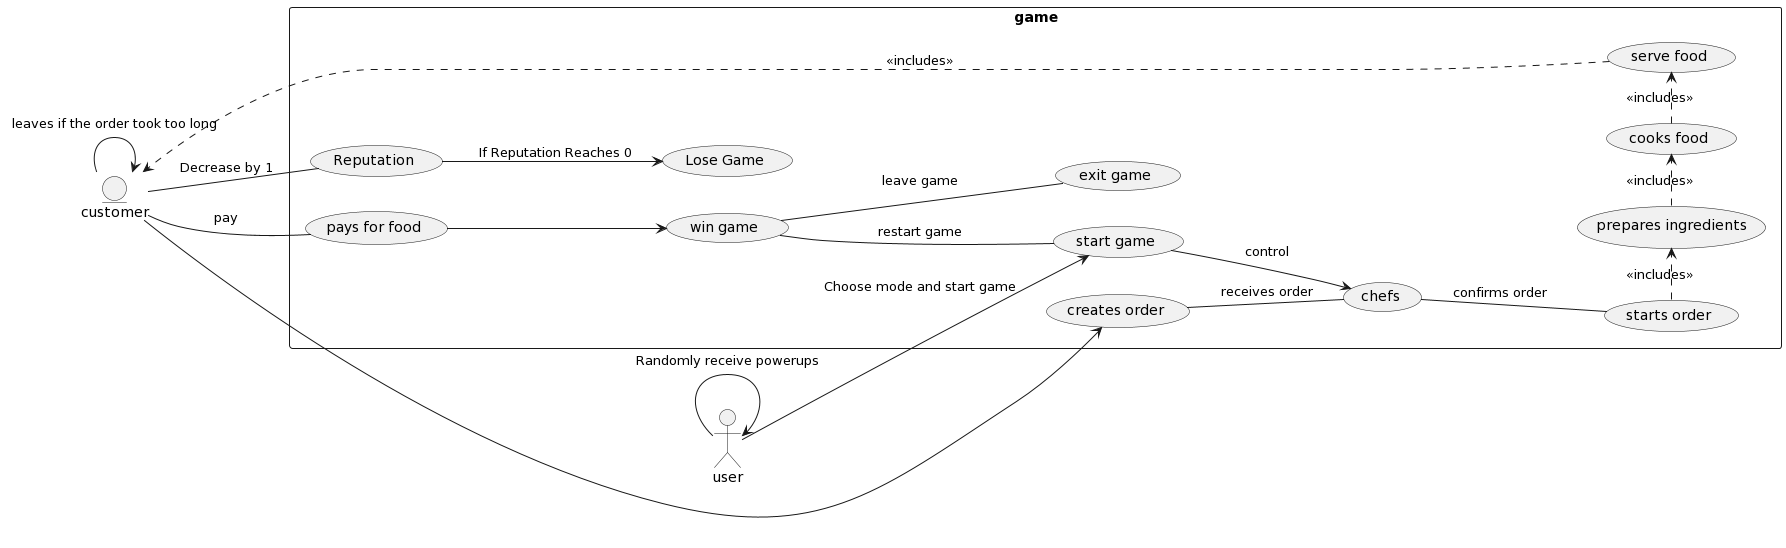 game
«includes»
serve food
«includes»
leaves if the order took too long
cooks food
Decrease by 1
Reputation
If Reputation Reaches 0
Lose Game
leave game
exit game
«includes»
customer
pay
pays for food
win game
restart game
start game
prepares ingredients
control
«includes»
Choose mode and start game
receives order
chefs
confirms order
creates order
starts order
Randomly receive powerups
user